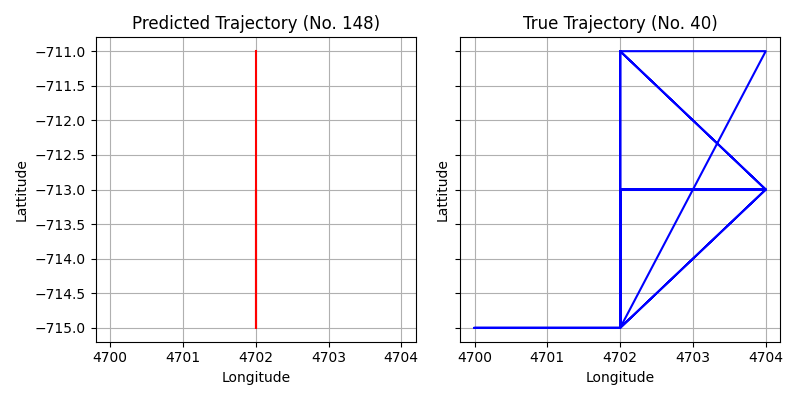 Predicted Trajectory (No. 148)
−711.0
−711.5
−712.0
−712.5
−713.0
−713.5
−714.0
−714.5
−715.0
Lattitude
4700 4701 4702 4703 4704
Longitude
True Trajectory (No. 40)
Lattitude
4700 4701 4702 4703 4704
Longitude